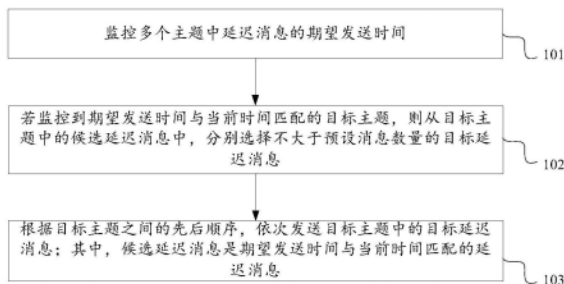 监控多个主题中延迟消息的期望发送时间
101
若监控到期望发送时间与当前时间匹配的目标主题，则从目标主
题中的候选延迟消息中，分别选择不大于预设消息数量的目标延
迟消息
102
根据目标主题之间的先后顺序，依次发送目标主题中的目标延迟
消息；其中，候选延迟消息是期望发送时间与当前时间匹配的延
迟消息
103